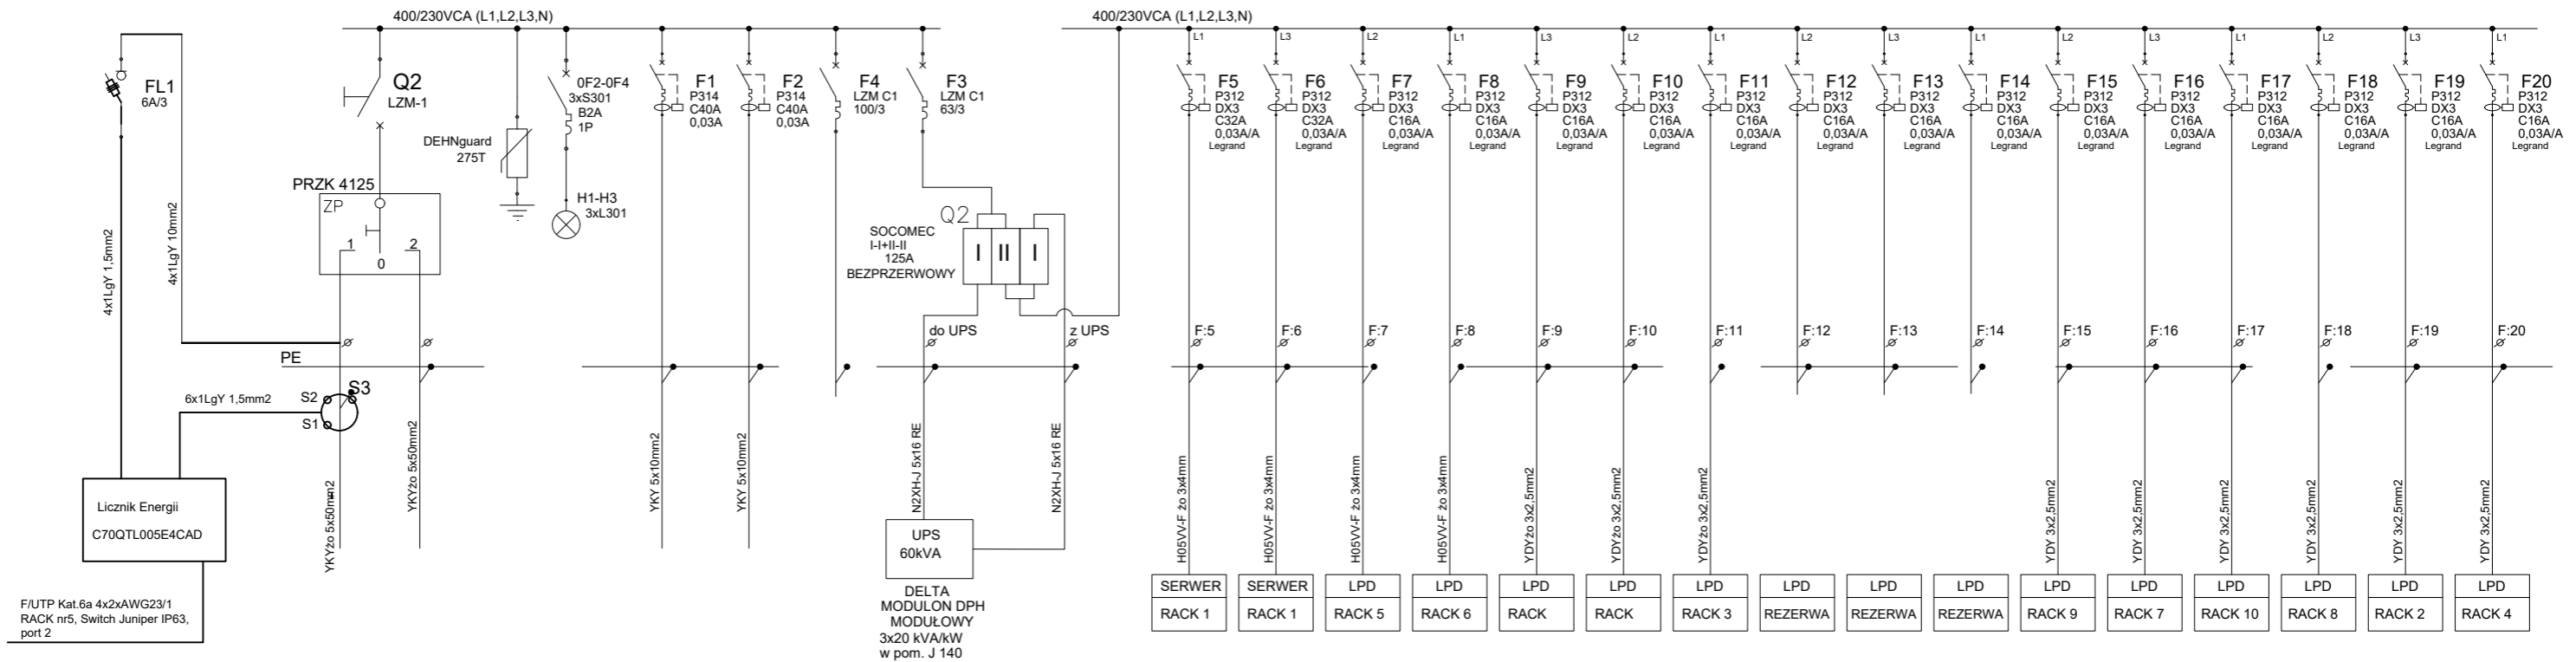 400/230VCA (L1,L2,L3,N)
400/230VCA (L1,L2,L3,N)
FL1
6A/3
4x1LgY 1,5mm2
4x1LgY 10mm2
Q2
LZM-1
PRZK 4125
ZP
1
2
0
DEHNguard
275T
0F2-0F4
3xS301
B2A
1P
H1-H3
3xL301
F1
P314
C40A
0,03A
F2
P314
C40A
0,03A
F4
LZM C1
100/3
F3
LZM C1
63/3
Q2
SOCOMEC
I-I+II-II
125A
BEZPRZERWOWY
I
II
I
do UPS
z UPS
PE
S3
S2
S1
6x1LgY 1,5mm2
YKYżo 5x50mm2
YKYżo 5x50mm2
YKY 5x10mm2
YKY 5x10mm2
N2XH-J 5x16 RE
N2XH-J 5x16 RE
Licznik Energii
C70QTL005E4CAD
F/UTP Kat.6a 4x2xAWG23/1
RACK nr5, Switch Juniper IP63,
port 2
UPS
60kVA
DELTA
MODULON DPH
MODUŁOWY
3x20 kVA/kW
w pom. J 140
L1
F5
P312
DX3
C32A
0,03A/A
Legrand
F:5
H05VV-F żo 3x4mm
SERWER
RACK 1
L3
F6
P312
DX3
C32A
0,03A/A
Legrand
F:6
H05VV-F żo 3x4mm
SERWER
RACK 1
L2
F7
P312
DX3
C16A
0,03A/A
Legrand
F:7
H05VV-F żo 3x4mm
LPD
RACK 5
L1
F8
P312
DX3
C16A
0,03A/A
Legrand
F:8
H05VV-F żo 3x4mm
LPD
RACK 6
L3
F9
P312
DX3
C16A
0,03A/A
Legrand
F:9
YDYżo 3x2,5mm2
LPD
RACK
L2
F10
P312
DX3
C16A
0,03A/A
Legrand
F:10
YDYżo 3x2,5mm2
LPD
RACK
L1
F11
P312
DX3
C16A
0,03A/A
Legrand
F:11
YDYżo 3x2,5mm2
LPD
RACK 3
L2
F12
P312
DX3
C16A
0,03A/A
Legrand
F:12
LPD
REZERWA
L3
F13
P312
DX3
C16A
0,03A/A
Legrand
F:13
LPD
REZERWA
L1
F14
P312
DX3
C16A
0,03A/A
Legrand
F:14
LPD
REZERWA
L2
F15
P312
DX3
C16A
0,03A/A
Legrand
F:15
YDY 3x2,5mm2
LPD
RACK 9
L3
F16
P312
DX3
C16A
0,03A/A
Legrand
F:16
YDY 3x2,5mm2
LPD
RACK 7
L1
F17
P312
DX3
C16A
0,03A/A
Legrand
F:17
YDY 3x2,5mm2
LPD
RACK 10
L2
F18
P312
DX3
C16A
0,03A/A
Legrand
F:18
YDY 3x2,5mm2
LPD
RACK 8
L3
F19
P312
DX3
C16A
0,03A/A
Legrand
F:19
YDY 3x2,5mm2
LPD
RACK 2
L1
F20
P312
DX3
C16A
0,03A/A
Legrand
F:20
YDY 3x2,5mm2
LPD
RACK 4